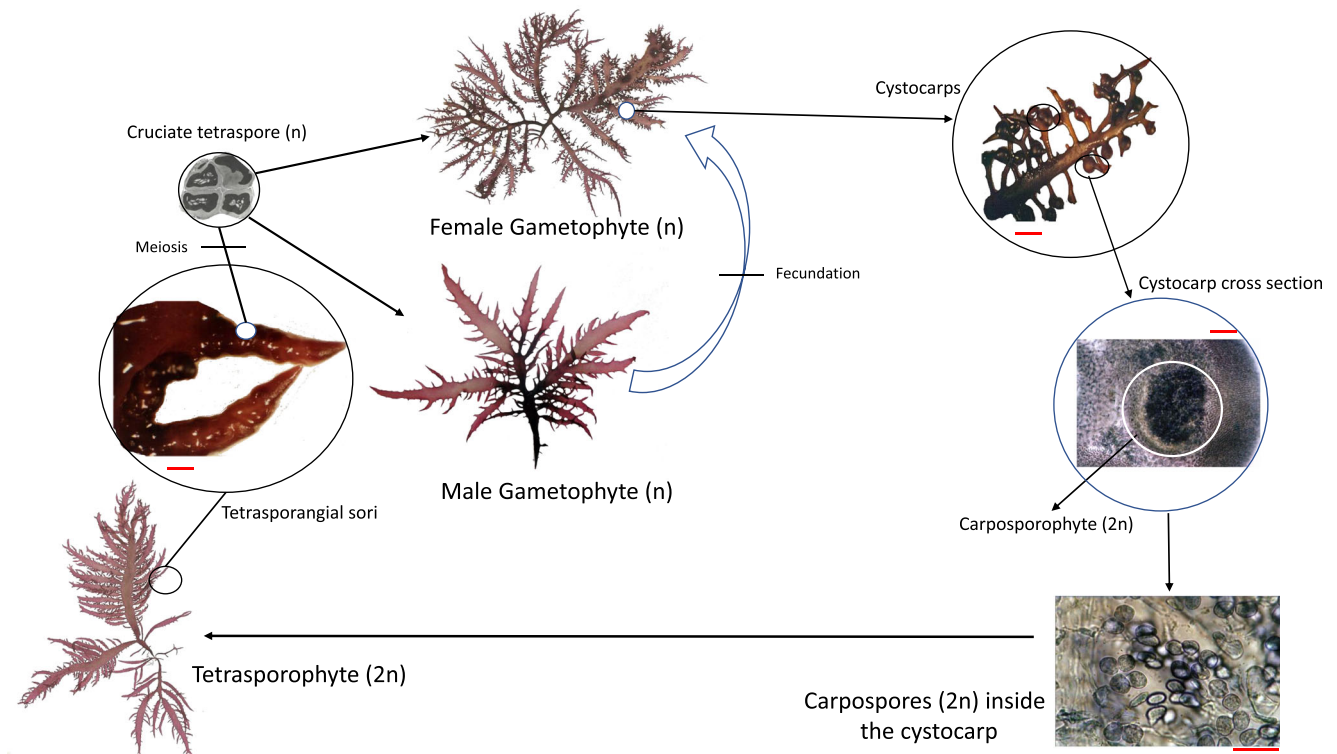 Cystocarps
Cruciate tetraspore (n)
Female Gametophyte (n)
Meiosis
Fecundation
Cystocarp cross section
Male Gametophyte (n)
Tetrasporangial sori
Carposporophyte (2n)
Tetrasporophyte (2n)
Carpospores (2n) inside
the cystocarp